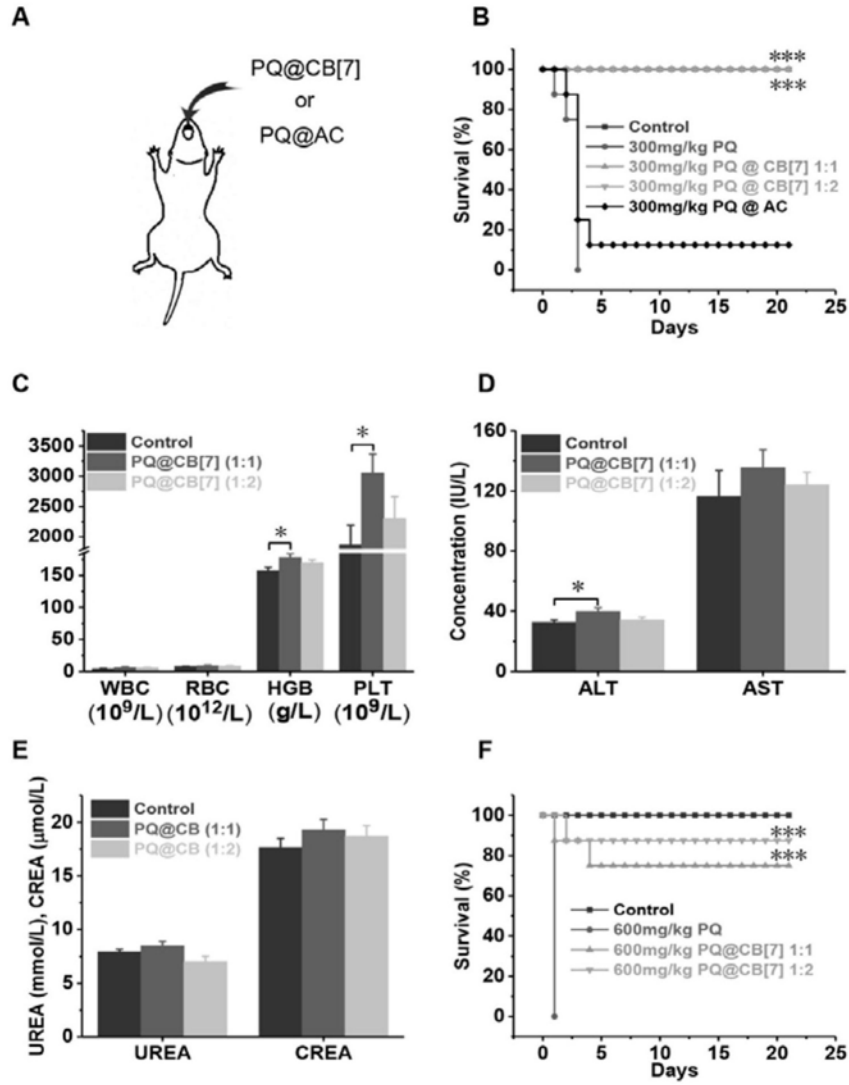 A
PQ@CB[7]
or
PQ@AC
B
Survival (%)
100
80
60
40
20
0
***
***
Control
300mg/kg PQ
300mg/kg PQ @ CB[7] 1:1
300mg/kg PQ @ CB[7] 1:2
300mg/kg PQ @ AC
0 5 10 15 20 25
Days
C
3500
3000
2500
2000
150
100
50
0
Control
PQ@CB[7] (1:1)
PQ@CB[7] (1:2)
*
*
WBC RBC HGB PLT
(10⁹/L) (10¹²/L) (g/L) (10⁹/L)
D
Concentration (IU/L)
160
120
80
40
0
Control
PQ@CB[7] (1:1)
PQ@CB[7] (1:2)
*
ALT AST
E
UREA (mmol/L), CREA (μmol/L)
20
15
10
5
0
Control
PQ@CB (1:1)
PQ@CB (1:2)
UREA CREA
F
Survival (%)
100
80
60
40
20
0
***
***
Control
600mg/kg PQ
600mg/kg PQ@CB[7] 1:1
600mg/kg PQ@CB[7] 1:2
0 5 10 15 20 25
Days